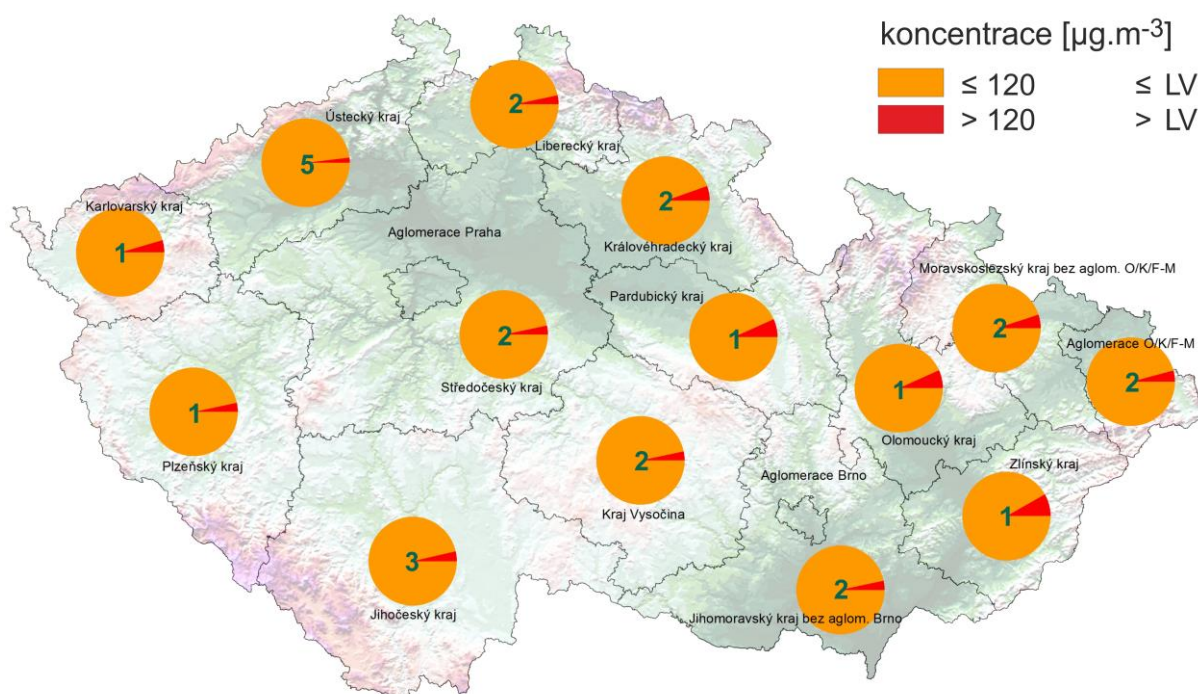 koncentrace [µg.m-³]
≤ 120 ≤ LV
> 120 > LV
2
Ústecký kraj
Liberecký kraj
5
Karlovarský kraj
2
Aglomerace Praha
Královéhradecký kraj
1
Moravskoslezský kraj bez aglom. O/K/F-M
Pardubický kraj
2
2
1
Aglomerace O/K/F-M
Středočeský kraj
1
2
1
Olomoucký kraj
Plzeňský kraj
2
Aglomerace Brno
Zlínský kraj
Kraj Vysočina
1
3
2
Jihočeský kraj
Jihomoravský kraj bez aglom. Brno